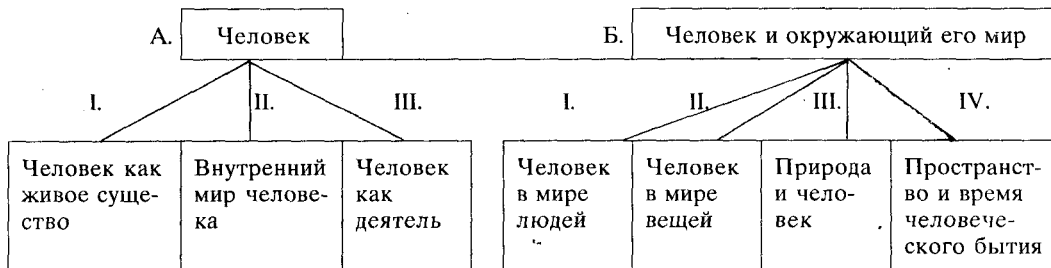 А. Человек
Б. Человек и окружающий его мир
I. II. III.
I. II. III. IV.
Человек как
живое суще-
ство
Внутренний
мир челове-
ка
Человек
как
деятель
Человек
в мире
людей
Человек
в мире
вещей
Природа
и чело-
век
Пространст-
во и время
человече-
ского бытия